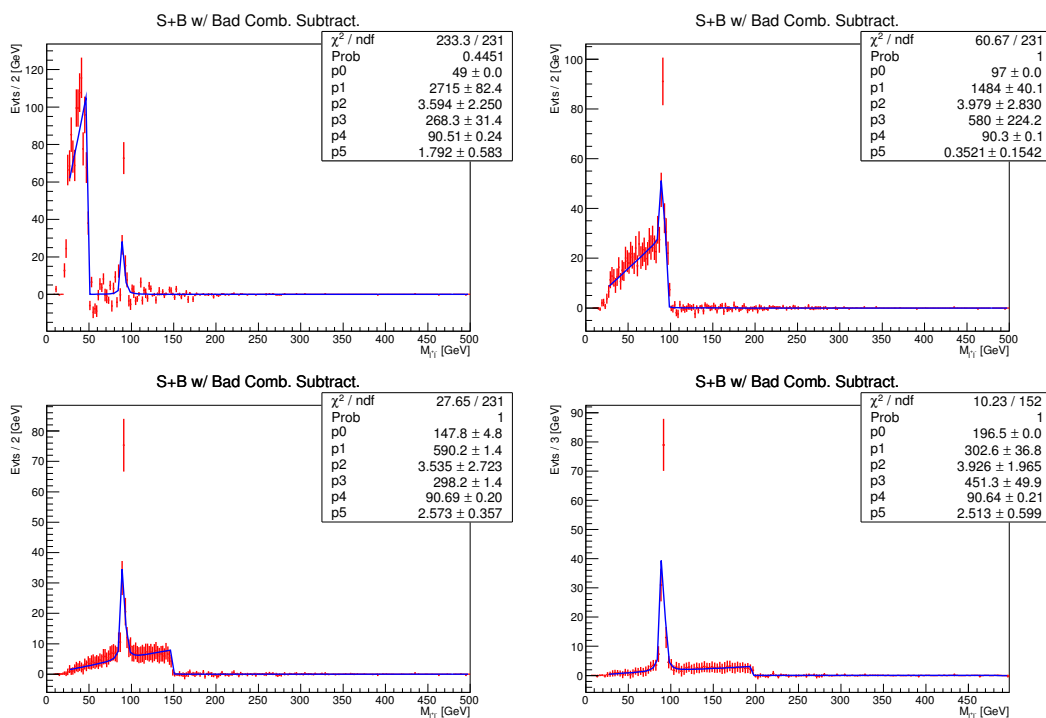 S+B w/ Bad Comb. Subtract.
Evts / 2 [GeV]
χ² / ndf 233.3 / 231
Prob 0.4451
p0 49 ± 0.0
p1 2715 ± 82.4
p2 3.594 ± 2.250
p3 268.3 ± 31.4
p4 90.51 ± 0.24
p5 1.792 ± 0.583
120
100
80
60
40
20
0
0 50 100 150 200 250 300 350 400 450 500
[GeV]
S+B w/ Bad Comb. Subtract.
Evts / 2 [GeV]
χ² / ndf 60.67 / 231
Prob 1
p0 97 ± 0.0
p1 1484 ± 40.1
p2 3.979 ± 2.830
p3 580 ± 224.2
p4 90.3 ± 0.1
p5 0.3521 ± 0.1542
100
80
60
40
20
0
0 50 100 150 200 250 300 350 400 450 500
[GeV]
S+B w/ Bad Comb. Subtract.
Evts / 2 [GeV]
χ² / ndf 27.65 / 231
Prob 1
p0 147.8 ± 4.8
p1 590.2 ± 1.4
p2 3.535 ± 2.723
p3 298.2 ± 1.4
p4 90.69 ± 0.20
p5 2.573 ± 0.357
80
70
60
50
40
30
20
10
0
0 50 100 150 200 250 300 350 400 450 500
[GeV]
S+B w/ Bad Comb. Subtract.
Evts / 3 [GeV]
χ² / ndf 10.23 / 152
Prob 1
p0 196.5 ± 0.0
p1 302.6 ± 36.8
p2 3.926 ± 1.965
p3 451.3 ± 49.9
p4 90.64 ± 0.21
p5 2.513 ± 0.599
90
80
70
60
50
40
30
20
10
0
0 50 100 150 200 250 300 350 400 450
[GeV]